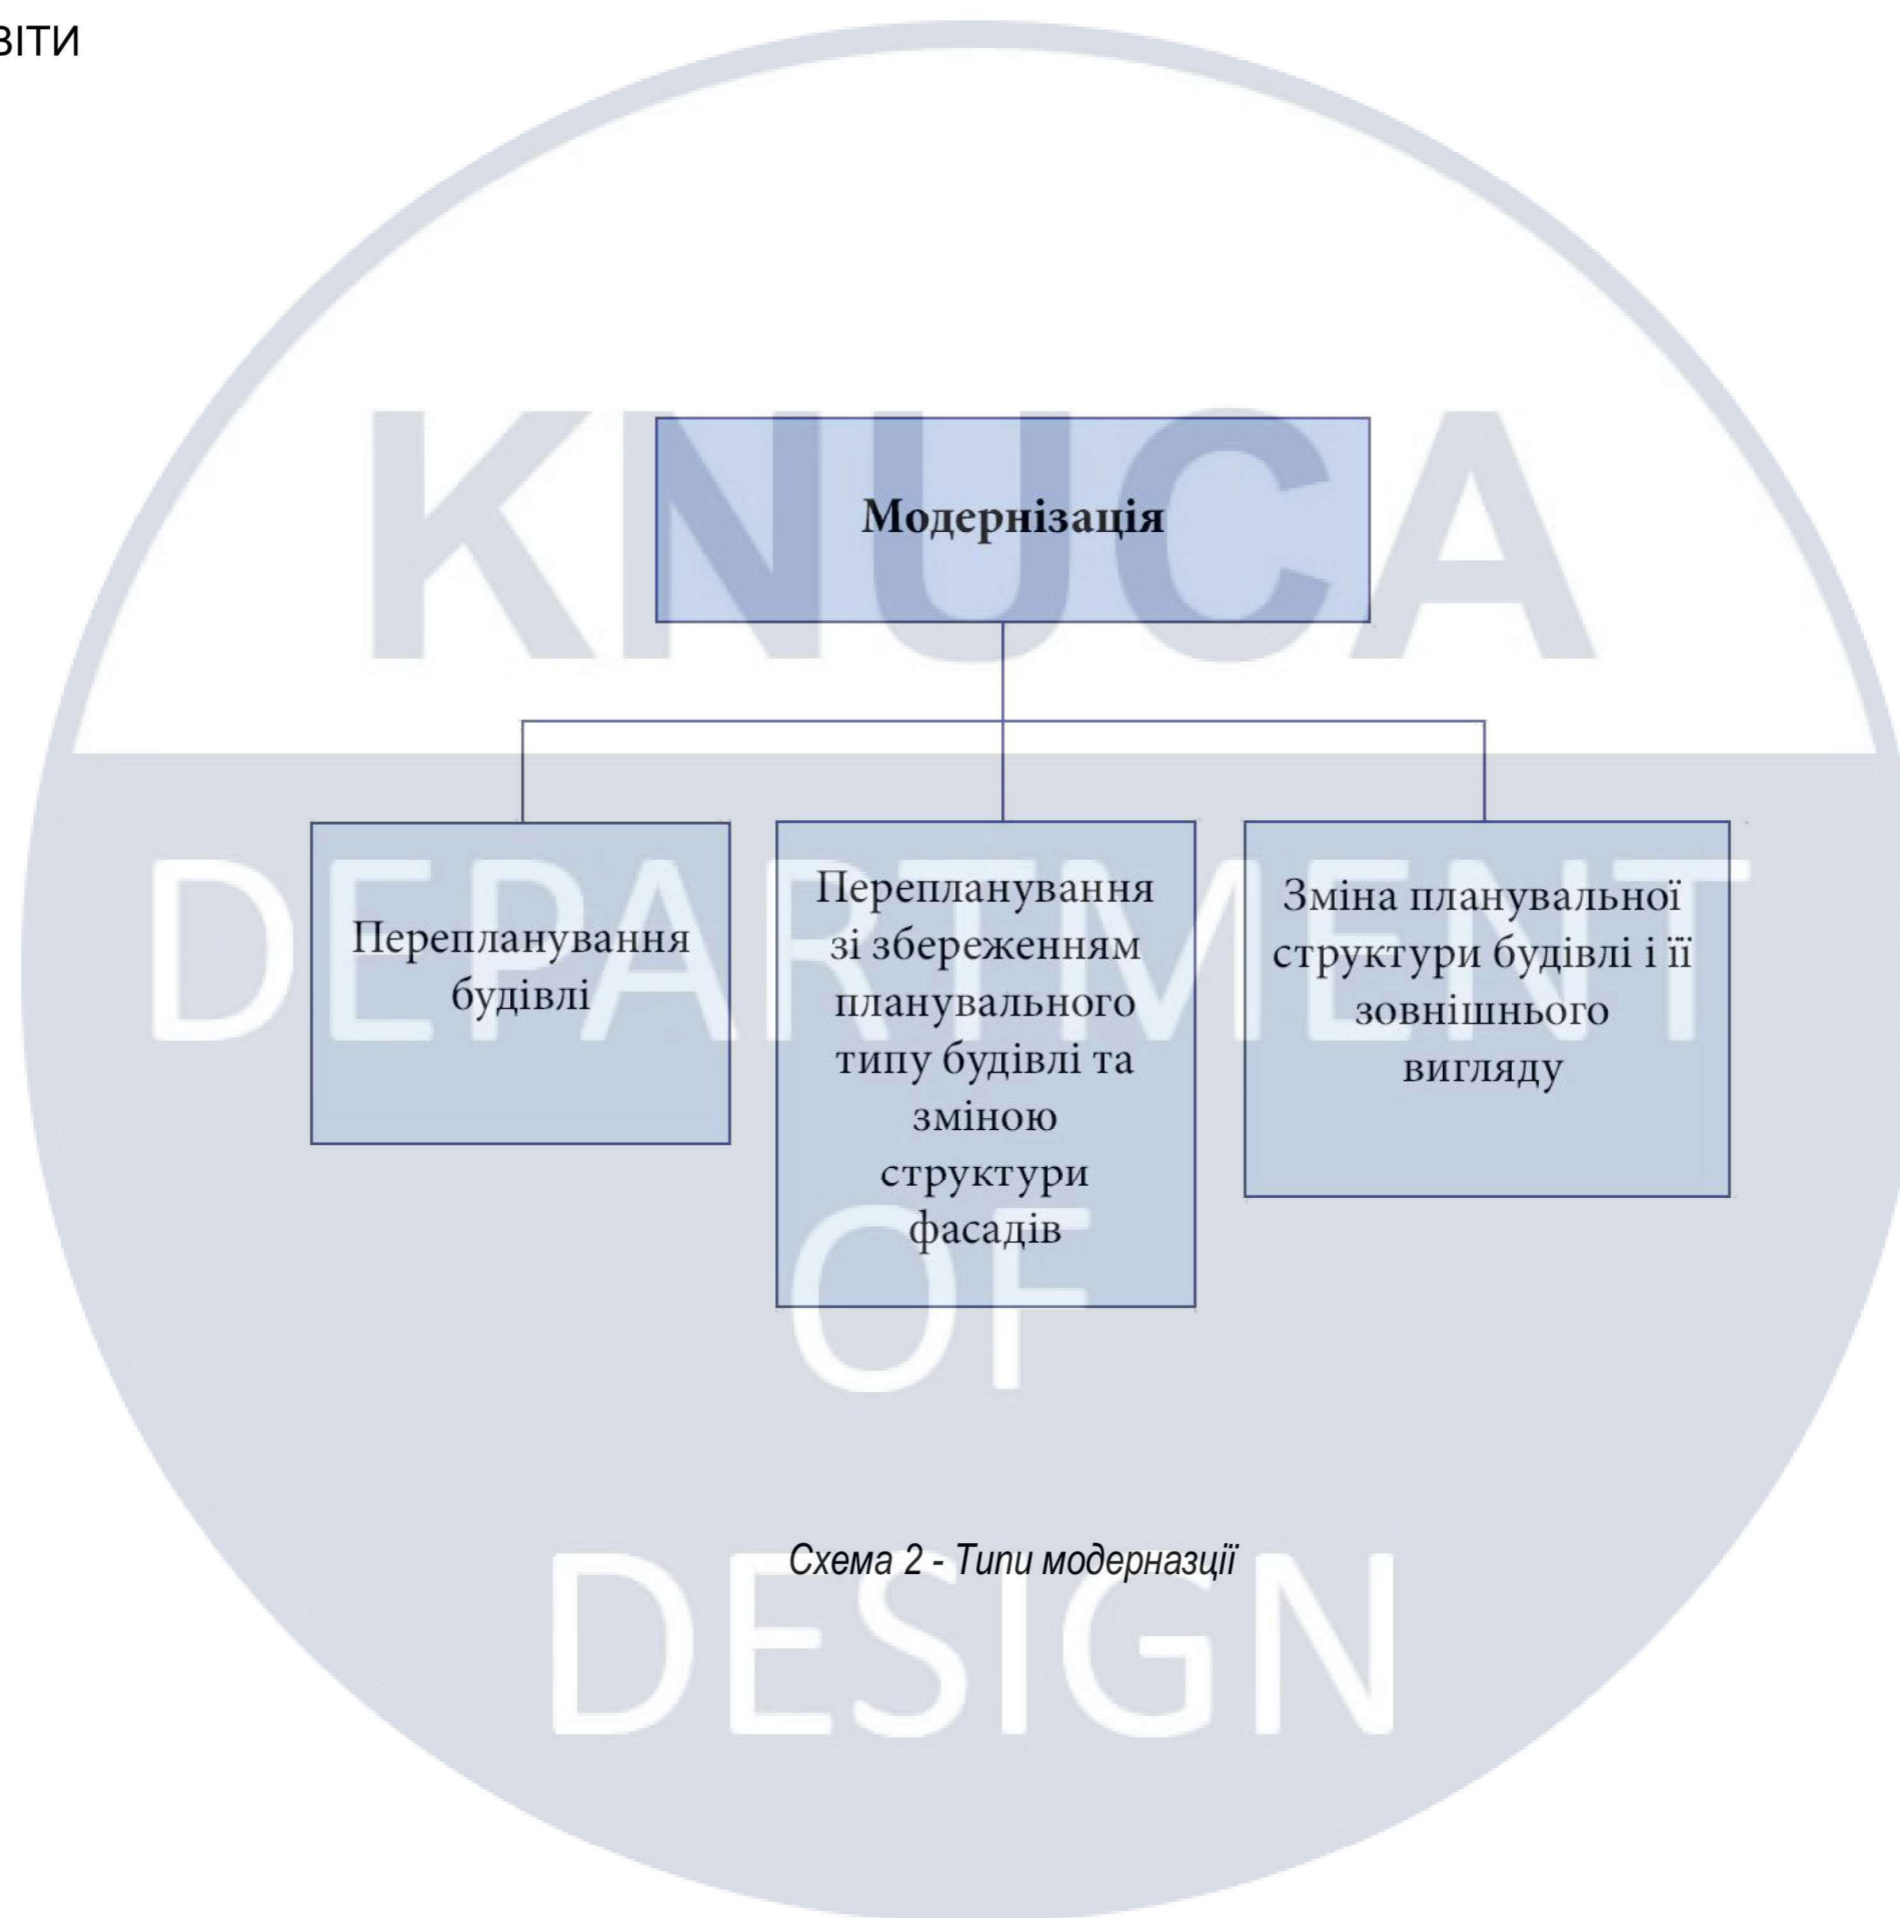 ВІТИ
KNUCA
Модернізація
Перепланування
будівлі
Перепланування
зі збереженням
планувального
типу будівлі та
зміною
структури
фасадів
Зміна планувальної
структури будівлі і її
зовнішнього
вигляду
DEPARTMENT
OF
Схема 2 - Типи модерназції
DESIGN